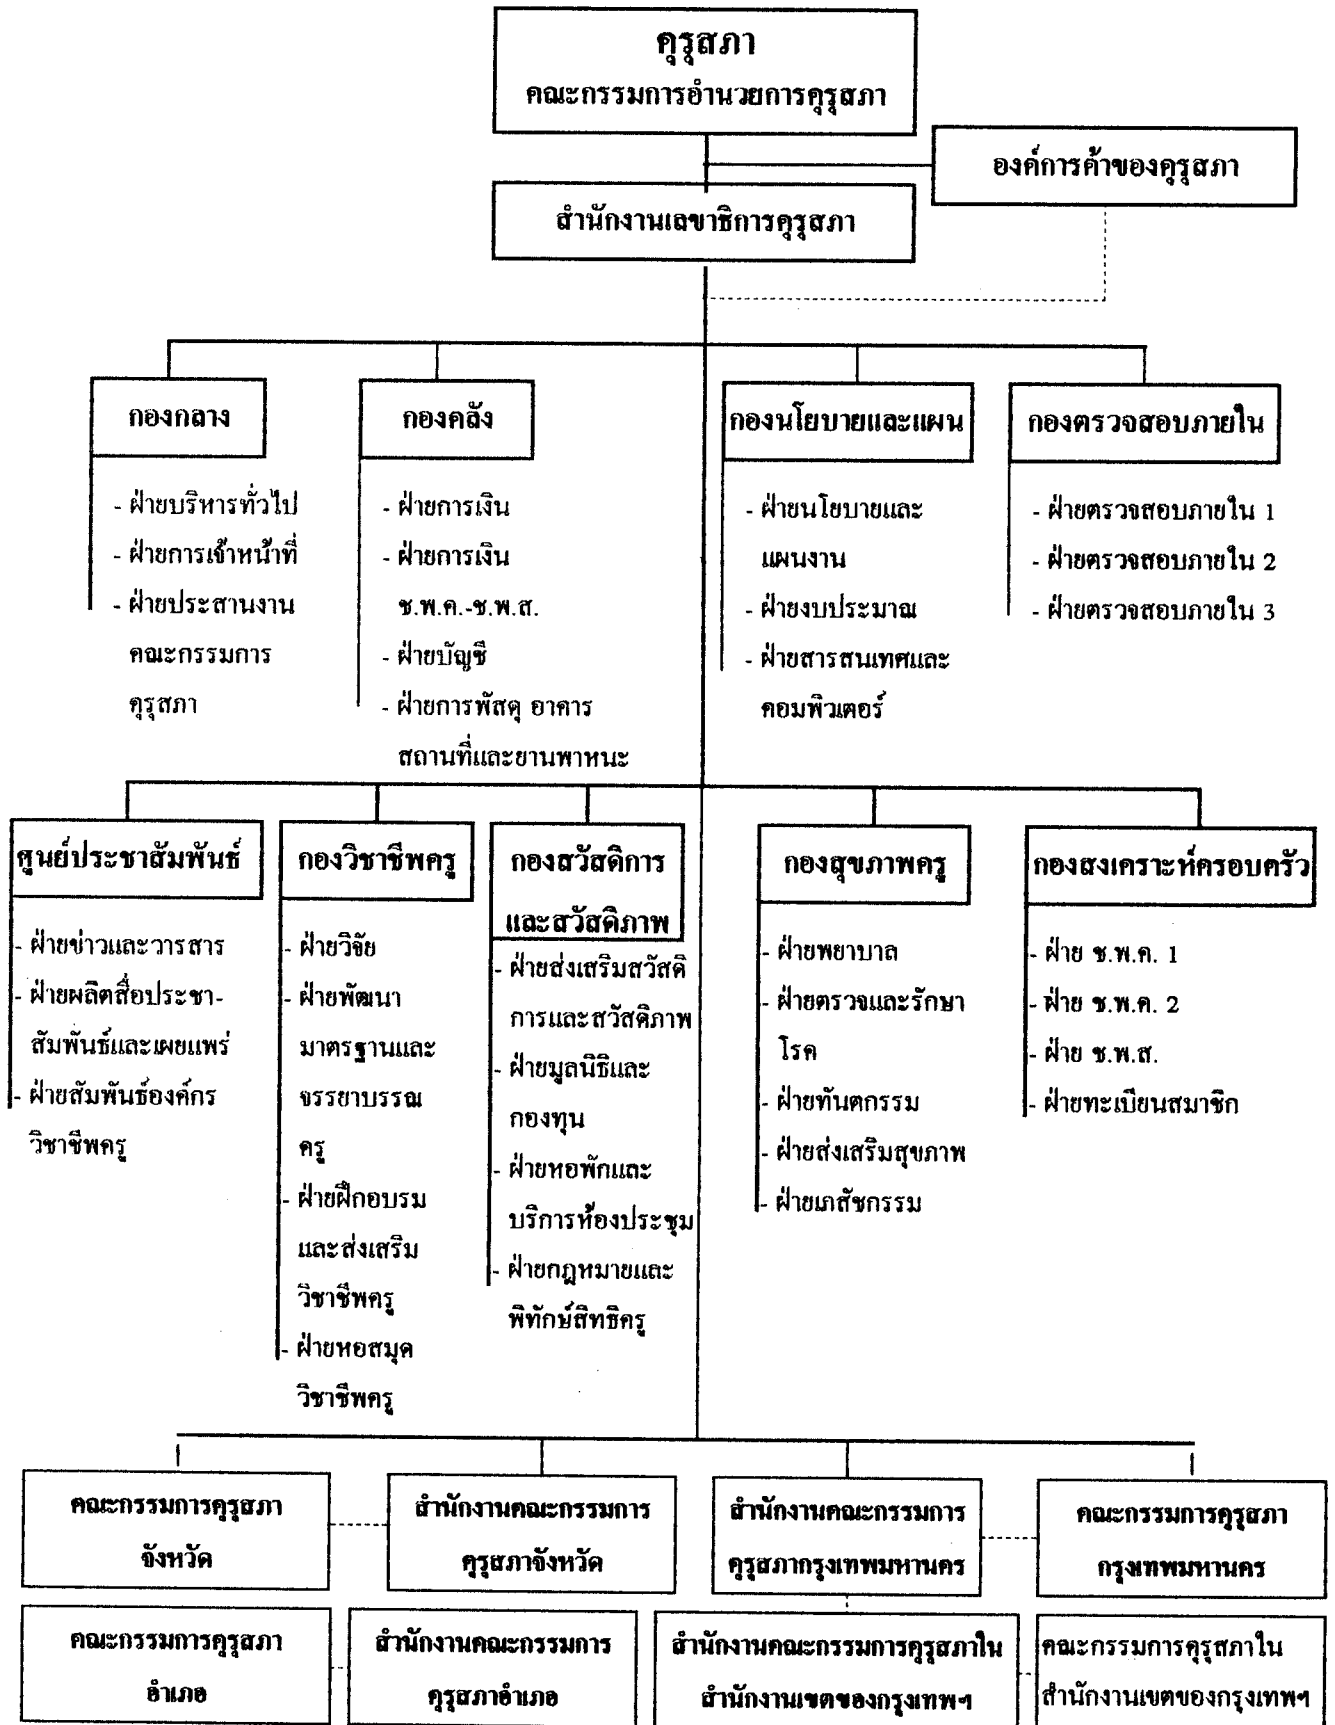 คุรุสภา
คณะกรรมการอำนวยการคุรุสภา
องค์การค้าของคุรุสภา
สำนักงานเลขาธิการคุรุสภา
กองกลาง
- ฝ่ายบริหารทั่วไป
- ฝ่ายการเจ้าหน้าที่
- ฝ่ายประสานงาน
คณะกรรมการ
คุรุสภา
กองคลัง
- ฝ่ายการเงิน
- ฝ่ายการเงิน
ช.พ.ค.-ช.พ.ส.
- ฝ่ายบัญชี
- ฝ่ายการพัสดุ อาคาร
สถานที่และยานพาหนะ
กองนโยบายและแผน
- ฝ่ายนโยบายและ
แผนงาน
- ฝ่ายงบประมาณ
- ฝ่ายสารสนเทศและ
คอมพิวเตอร์
กองตรวจสอบภายใน
- ฝ่ายตรวจสอบภายใน 1
- ฝ่ายตรวจสอบภายใน 2
- ฝ่ายตรวจสอบภายใน 3
ศูนย์ประชาสัมพันธ์
- ฝ่ายข่าวและวารสาร
- ฝ่ายผลิตสื่อประชา-
สัมพันธ์และเผยแพร่
- ฝ่ายสัมพันธ์องค์กร
วิชาชีพครู
กองวิชาชีพครู
- ฝ่ายวิจัย
- ฝ่ายพัฒนา
มาตรฐานและ
จรรยาบรรณ
ครู
- ฝ่ายฝึกอบรม
และส่งเสริม
วิชาชีพครู
- ฝ่ายหอสมุด
วิชาชีพครู
กองสวัสดิการ
และสวัสดิภาพ
- ฝ่ายส่งเสริมสวัสดิ
การและสวัสดิภาพ
- ฝ่ายมูลนิธิและ
กองทุน
- ฝ่ายหอพักและ
บริการห้องประชุม
- ฝ่ายกฎหมายและ
พิทักษ์สิทธิครู
กองสุขภาพครู
- ฝ่ายพยาบาล
- ฝ่ายตรวจและรักษา
โรค
- ฝ่ายทันตกรรม
- ฝ่ายส่งเสริมสุขภาพ
- ฝ่ายเภสัชกรรม
กองสงเคราะห์ครอบครัว
- ฝ่าย ช.พ.ค. 1
- ฝ่าย ช.พ.ค. 2
- ฝ่าย ช.พ.ส.
- ฝ่ายทะเบียนสมาชิก
คณะกรรมการคุรุสภา
จังหวัด
สำนักงานคณะกรรมการ
คุรุสภาจังหวัด
สำนักงานคณะกรรมการ
คุรุสภากรุงเทพมหานคร
คณะกรรมการคุรุสภา
กรุงเทพมหานคร
คณะกรรมการคุรุสภา
อำเภอ
สำนักงานคณะกรรมการ
คุรุสภาอำเภอ
สำนักงานคณะกรรมการคุรุสภาใน
สำนักงานเขตของกรุงเทพฯ
คณะกรรมการคุรุสภาใน
สำนักงานเขตของกรุงเทพฯ